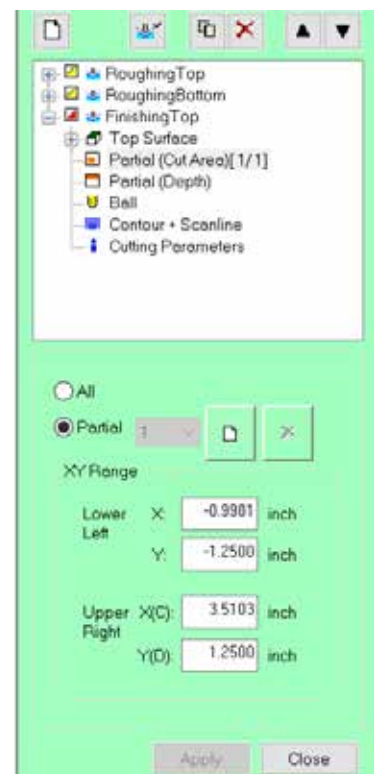 RoughingTop
RoughingBottom
FinishingTop
Top Surface
Partial (Cut Area)[1/1]
Partial (Depth)
Ball
Contour + Scanline
Cutting Parameters
All
Partial 1
XY Range
Lower Left X: -0.9901 inch
Y: -1.2500 inch
Upper Right X(C): 3.5103 inch
Y(D): 1.2500 inch
Apply Close